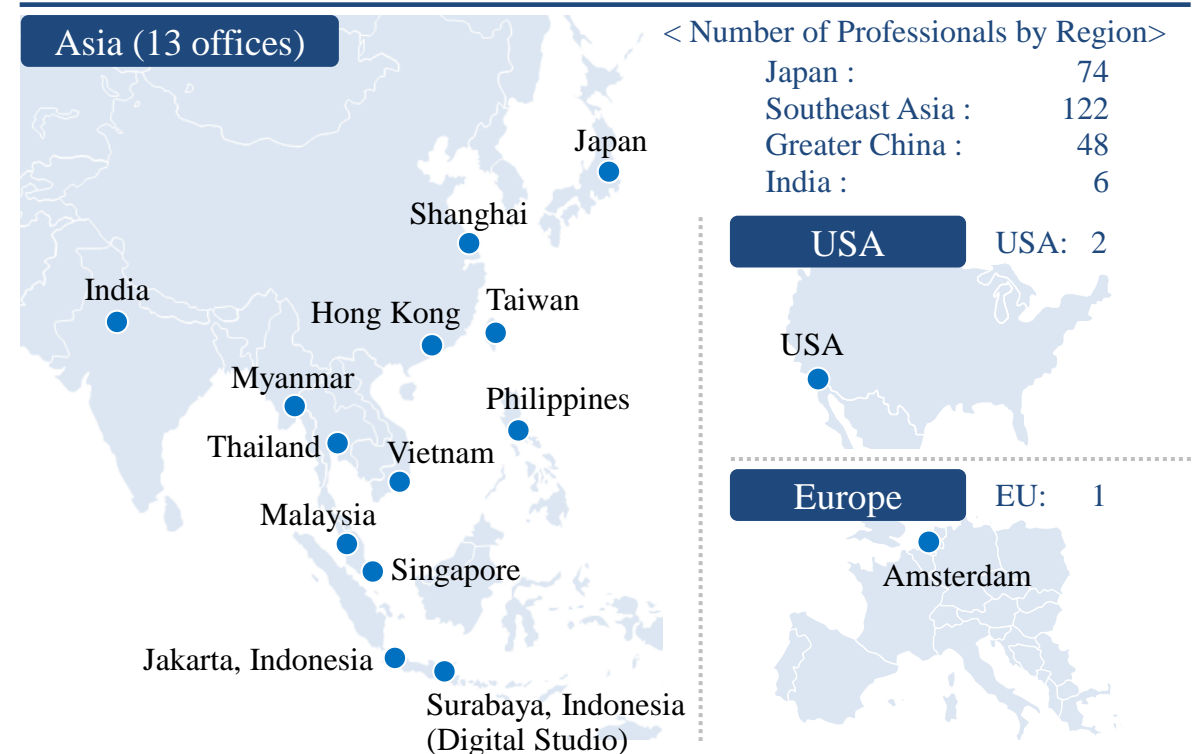 Asia (13 offices)
< Number of Professionals by Region>
Japan : 74
Southeast Asia : 122
Greater China : 48
India : 6
Japan
Shanghai
India
Hong Kong
Taiwan
Myanmar
Philippines
Thailand
Vietnam
Malaysia
Singapore
Jakarta, Indonesia
Surabaya, Indonesia
(Digital Studio)
USA
USA: 2
USA
Europe
EU: 1
Amsterdam